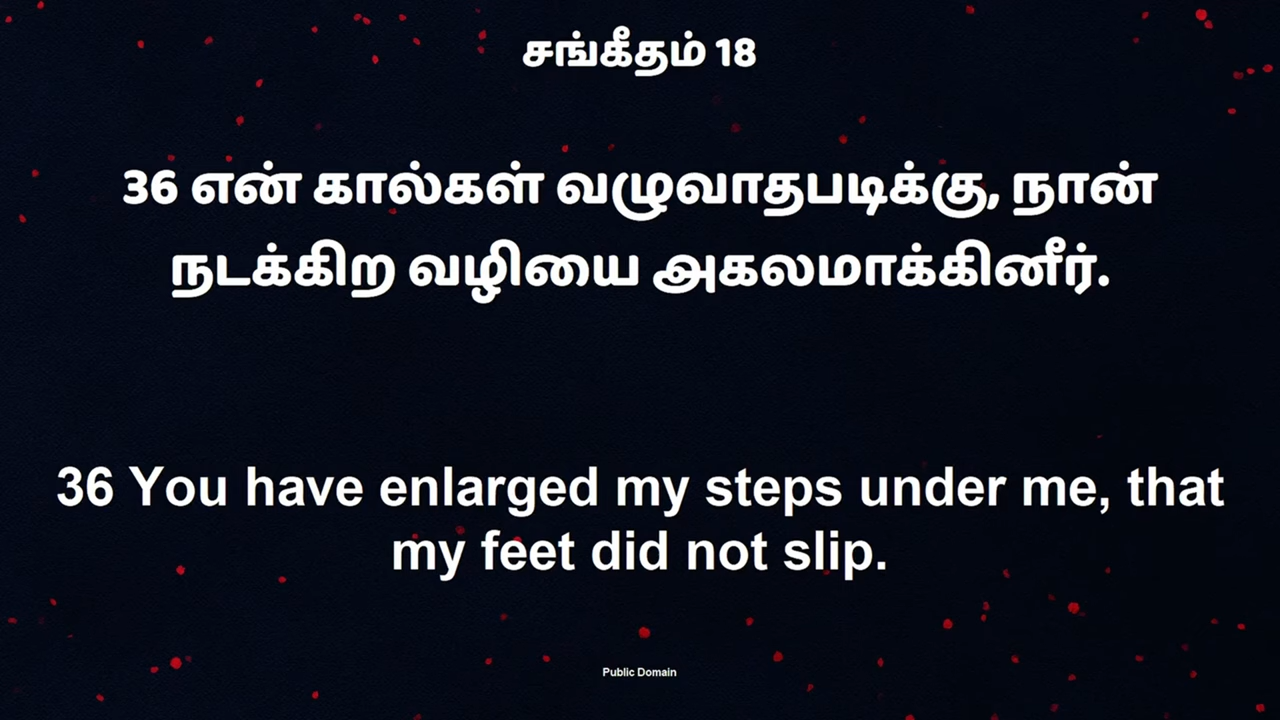 சங்கீதம் 18
36 என் கால்கள் வழுவாதபடிக்கு, நான்
நடக்கிற வழியை அகலமாக்கினீர்.
36 You have enlarged my steps under me, that
my feet did not slip.
Public Domain